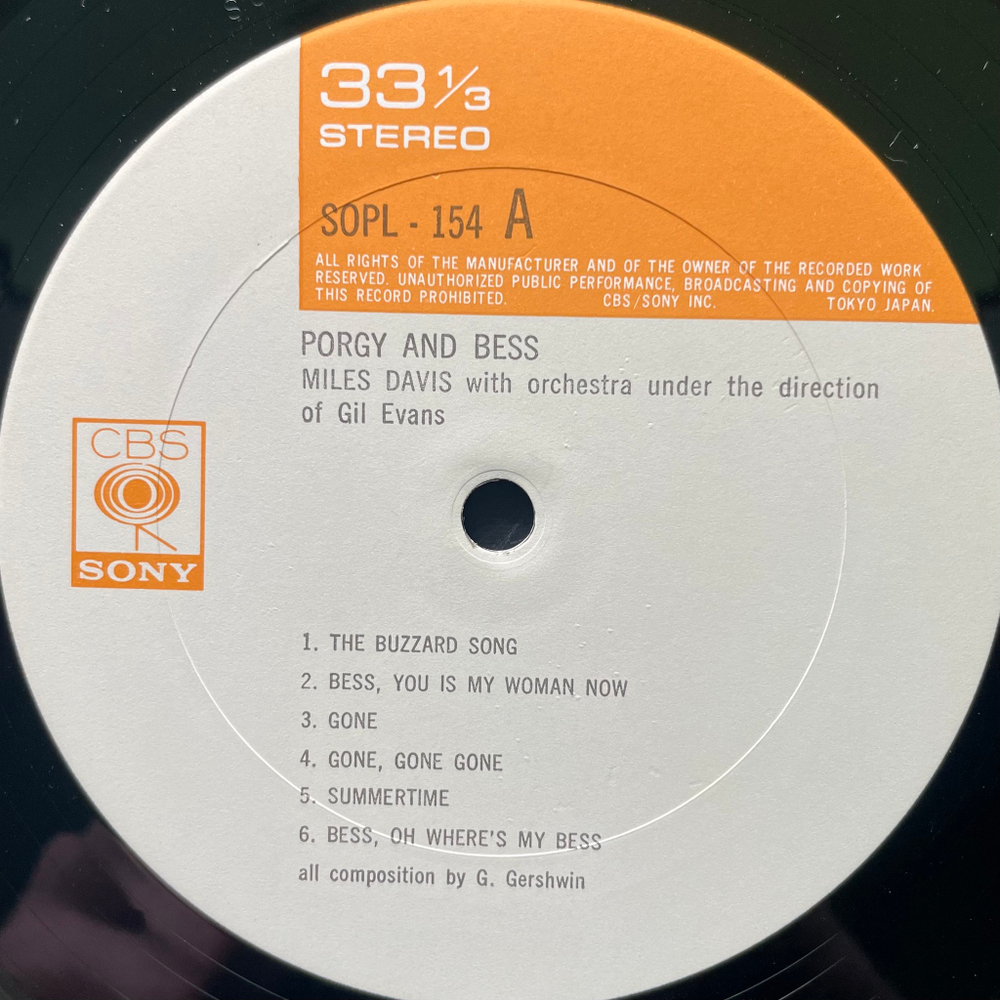 33 1/3
STEREO
SOPL - 154 A
ALL RIGHTS OF THE MANUFACTURER AND OF THE OWNER OF THE RECORDED WORK
RESERVED. UNAUTHORIZED PUBLIC PERFORMANCE, BROADCASTING AND COPYING OF
THIS RECORD PROHIBITED. CBS/SONY INC. TOKYO JAPAN.
PORGY AND BESS
MILES DAVIS with orchestra under the direction
of Gil Evans
CBS
SONY
1. THE BUZZARD SONG
2. BESS, YOU IS MY WOMAN NOW
3. GONE
4. GONE, GONE GONE
5. SUMMERTIME
6. BESS, OH WHERE'S MY BESS
all composition by G. Gershwin